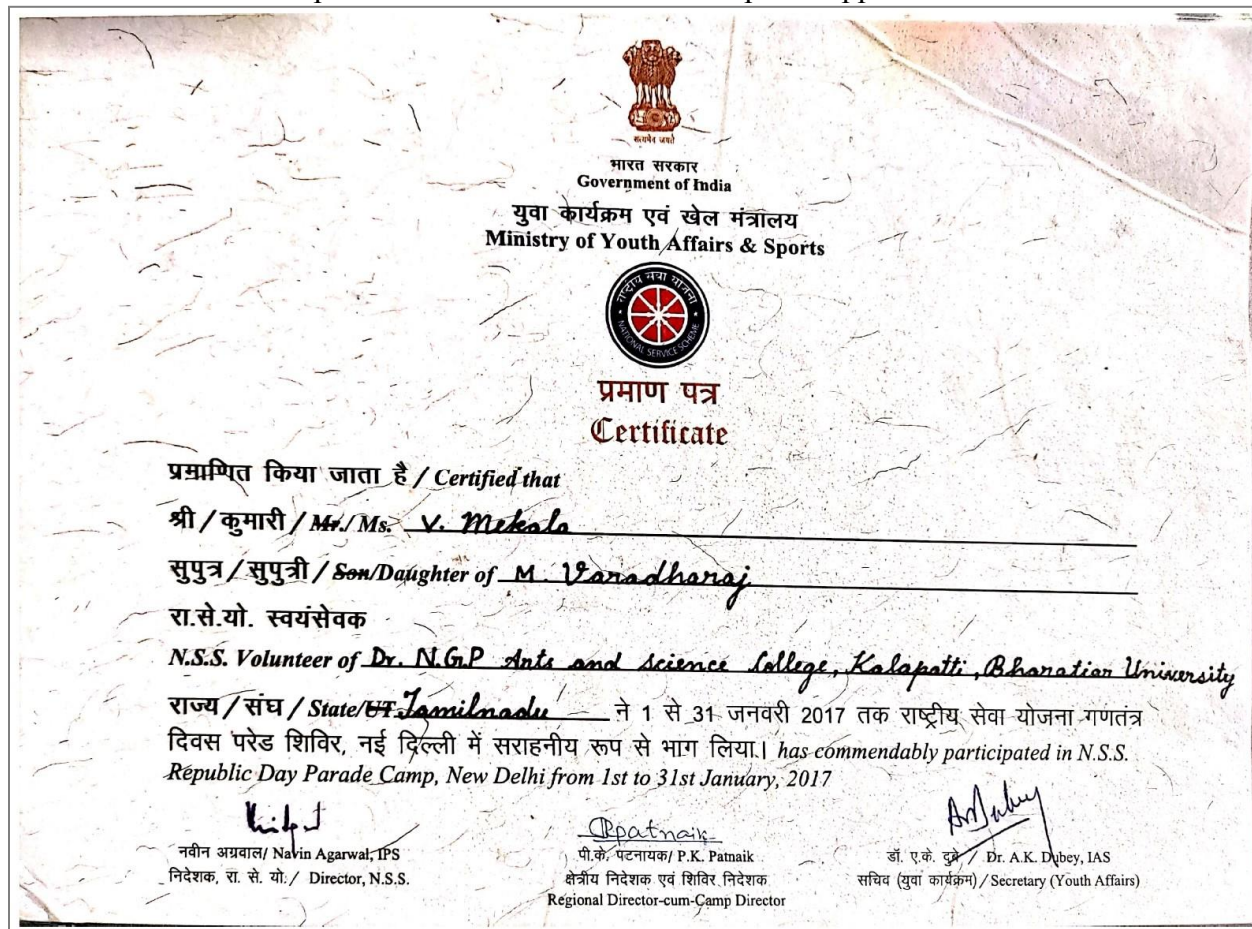 सत्यमेव जयते
भारत सरकार
Government of India
युवा कार्यक्रम एवं खेल मंत्रालय
Ministry of Youth Affairs & Sports
राष्ट्रीय सेवा योजना
NATIONAL SERVICE SCHEME
प्रमाण पत्र
Certificate
प्रमाणित किया जाता है / Certified that
श्री / कुमारी / Mr./ Ms. V. Mekala
सुपुत्र / सुपुत्री / Son/Daughter of M. Varadharaj
रा.से.यो. स्वयंसेवक
N.S.S. Volunteer of Dr. N.G.P Arts and Science College, Kalapatti, Bharatiar University
राज्य / संघ / State/UT Tamilnadu ने 1 से 31 जनवरी 2017 तक राष्ट्रीय सेवा योजना गणतंत्र
दिवस परेड शिविर, नई दिल्ली में सराहनीय रूप से भाग लिया। has commendably participated in N.S.S.
Republic Day Parade Camp, New Delhi from 1st to 31st January, 2017
नवीन अग्रवाल/ Navin Agarwal, IPS
निदेशक, रा. से. यो./ Director, N.S.S.
पी.के. पटनायक/ P.K. Patnaik
क्षेत्रीय निदेशक एवं शिविर निदेशक
Regional Director-cum-Camp Director
डॉ. ए.के. दुबे / Dr. A.K. Dubey, IAS
सचिव (युवा कार्यक्रम) / Secretary (Youth Affairs)